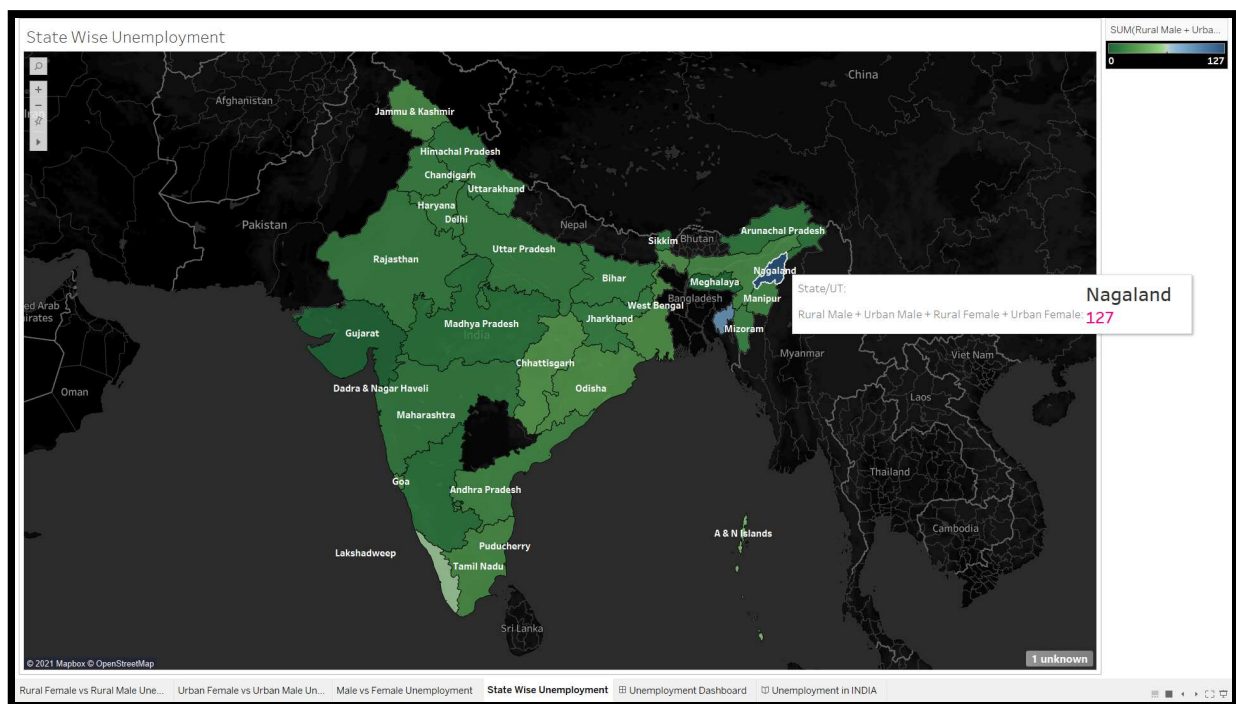 State Wise Unemployment
SUM(Rural Male + Urba...
0 127
China
Afghanistan
Jammu & Kashmir
Himachal Pradesh
Chandigarh
Uttarakhand
Haryana
Delhi
Pakistan
Nepal
Sikkim
Bhutan
Arunachal Pradesh
Uttar Pradesh
Rajasthan
Bihar
Nagaland
Meghalaya
Bangladesh
Manipur
State/UT: Nagaland
Rural Male + Urban Male + Rural Female + Urban Female: 127
West Bengal
Jharkhand
Mizoram
ed Arab
irates
Gujarat
Madhya Pradesh
India
Myanmar
Viet Nam
Chhattisgarh
Oman
Dadra & Nagar Haveli
Odisha
Laos
Maharashtra
Thailand
Goa
Andhra Pradesh
Cambodia
A & N Islands
Lakshadweep
Puducherry
Tamil Nadu
Sri Lanka
© 2021 Mapbox © OpenStreetMap
1 unknown
Rural Female vs Rural Male Une... Urban Female vs Urban Male Un... Male vs Female Unemployment State Wise Unemployment Unemployment Dashboard Unemployment in INDIA